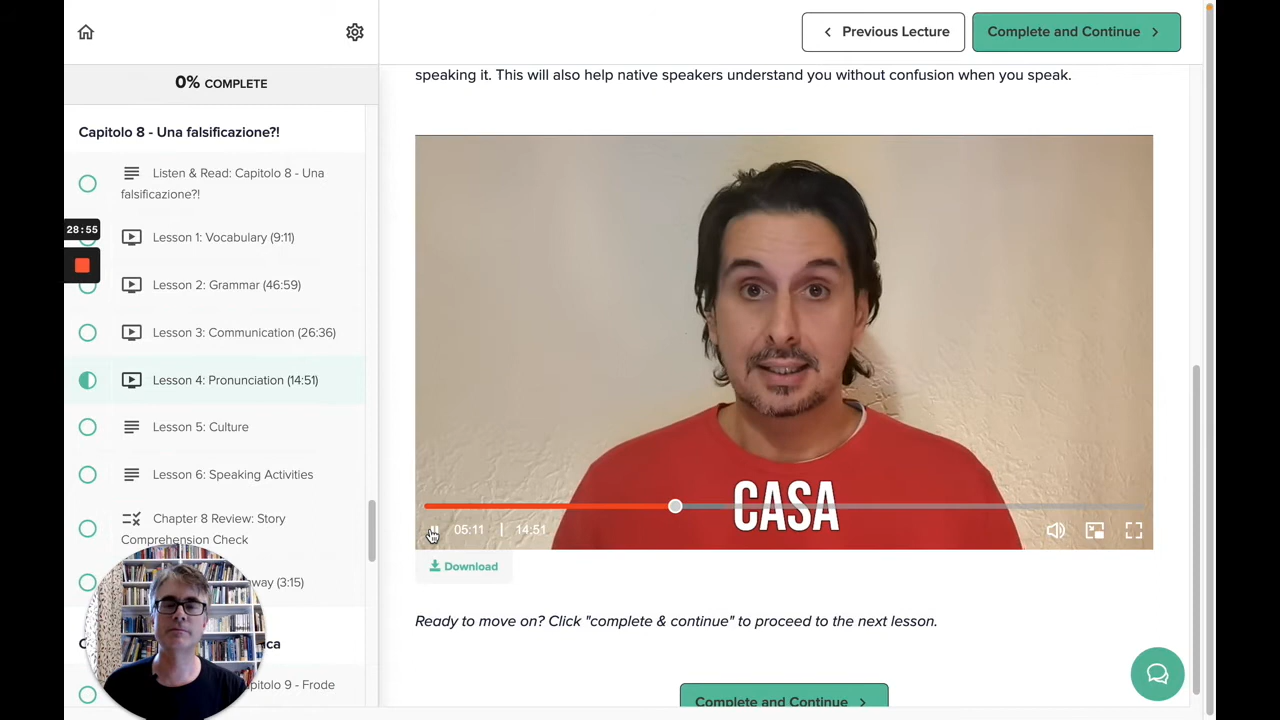 Previous Lecture
Complete and Continue
0% COMPLETE
speaking it. This will also help native speakers understand you without confusion when you speak.
Capitolo 8 - Una falsificazione?!
Listen & Read: Capitolo 8 - Una
falsificazione?!
28:55
Lesson 1: Vocabulary (9:11)
Lesson 2: Grammar (46:59)
Lesson 3: Communication (26:36)
Lesson 4: Pronunciation (14:51)
Lesson 5: Culture
Lesson 6: Speaking Activities
Chapter 8 Review: Story
Comprehension Check
way (3:15)
CASA
05:11 | 14:51
Download
Ready to move on? Click "complete & continue" to proceed to the next lesson.
apitolo 9 - Frode
Complete and Continue